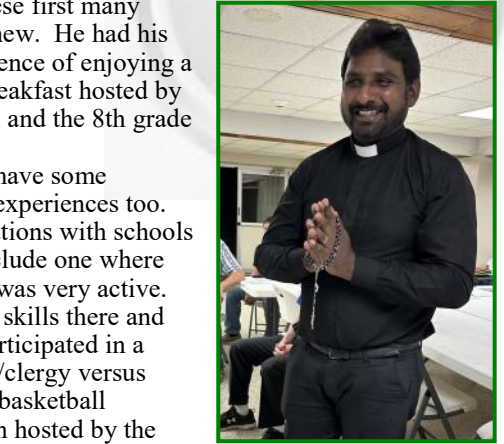 ese first many
new. He had his
ence of enjoying a
eakfast hosted by
and the 8th grade
have some
experiences too.
tions with schools
clude one where
was very active.
skills there and
rticipated in a
/clergy versus
basketball
n hosted by the